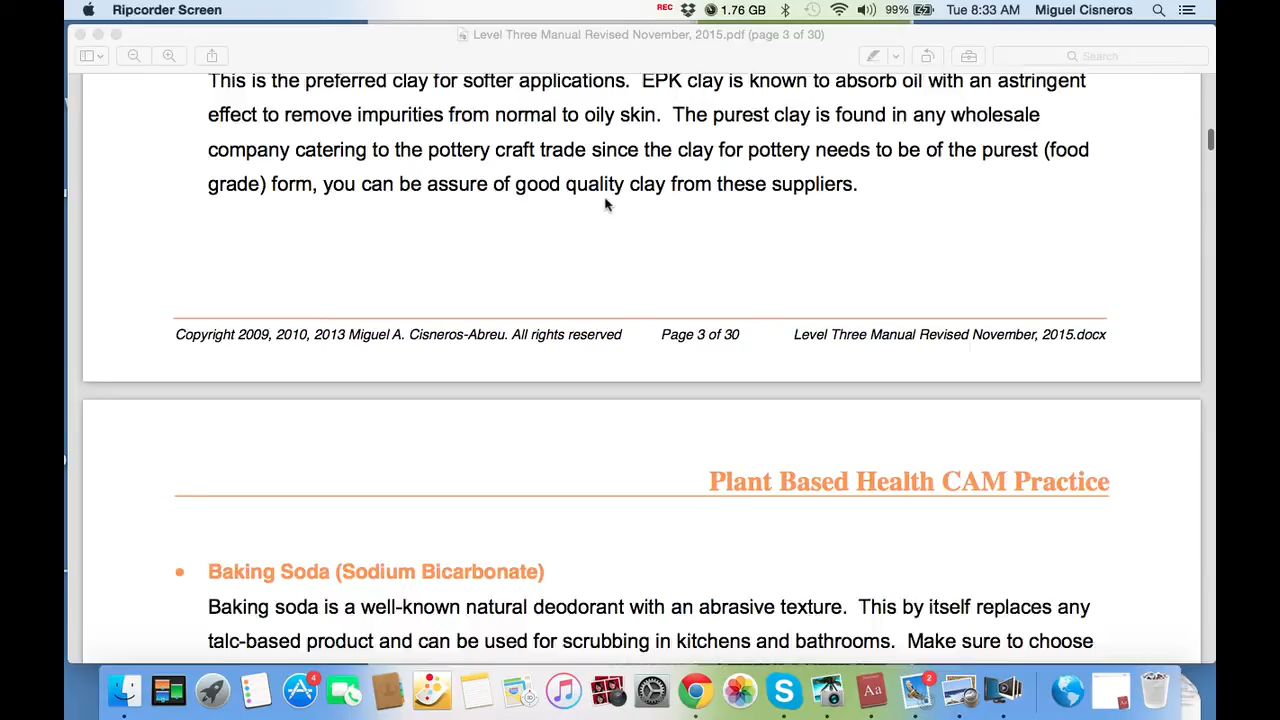 Ripcorder Screen
REC
1.76 GB
99%
Tue 8:33 AM
Miguel Cisneros
Level Three Manual Revised November, 2015.pdf (page 3 of 30)
Search
This is the preferred clay for softer applications.  EPK clay is known to absorb oil with an astringent
effect to remove impurities from normal to oily skin.  The purest clay is found in any wholesale
company catering to the pottery craft trade since the clay for pottery needs to be of the purest (food
grade) form, you can be assure of good quality clay from these suppliers.
Copyright 2009, 2010, 2013 Miguel A. Cisneros-Abreu. All rights reserved
Page 3 of 30
Level Three Manual Revised November, 2015.docx
Plant Based Health CAM Practice
• Baking Soda (Sodium Bicarbonate)
Baking soda is a well-known natural deodorant with an abrasive texture.  This by itself replaces any
talc-based product and can be used for scrubbing in kitchens and bathrooms.  Make sure to choose
4
Aa
2